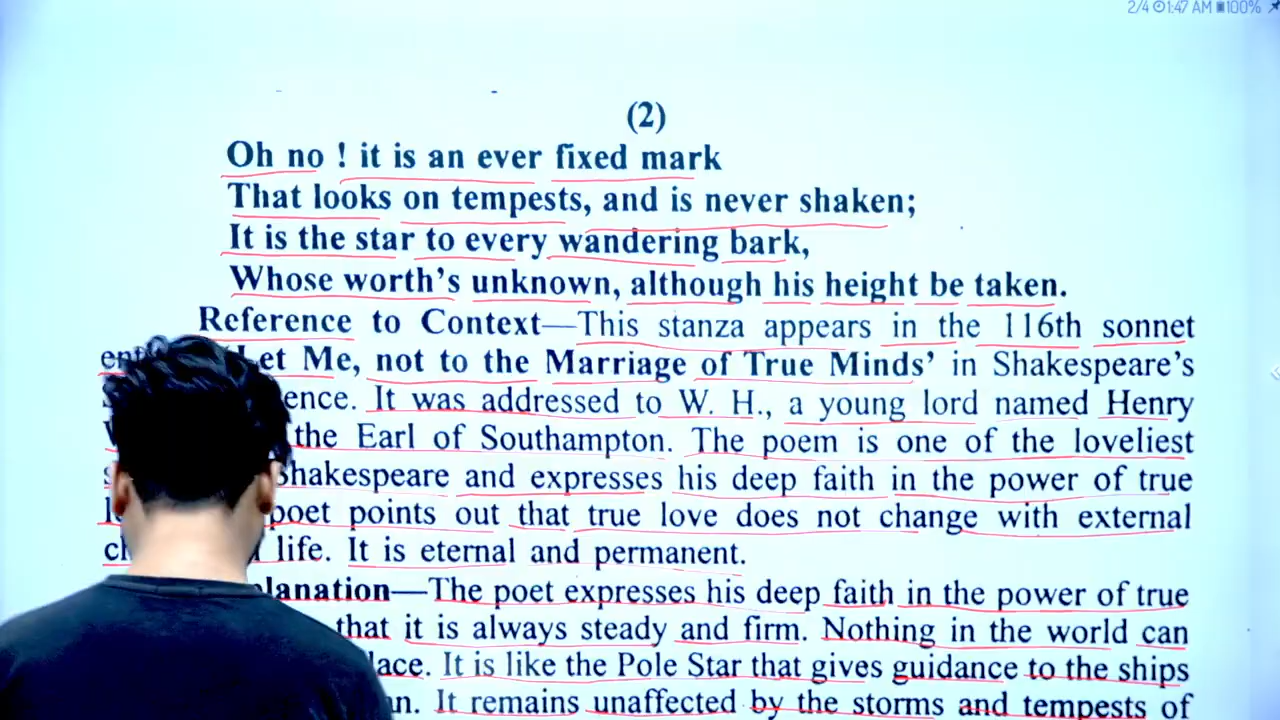 2/4 1:47 AM 100%
(2)
Oh no ! it is an ever fixed mark
That looks on tempests, and is never shaken;
It is the star to every wandering bark,
Whose worth's unknown, although his height be taken.
Reference to Context—This stanza appears in the 116th sonnet
Let Me, not to the Marriage of True Minds' in Shakespeare's
It was addressed to W. H., a young lord named Henry
the Earl of Southampton. The poem is one of the loveliest
Shakespeare and expresses his deep faith in the power of true
poet points out that true love does not change with external
life. It is eternal and permanent.
The poet expresses his deep faith in the power of true
that it is always steady and firm. Nothing in the world can
It is like the Pole Star that gives guidance to the ships
It remains unaffected by the storms and tempests of